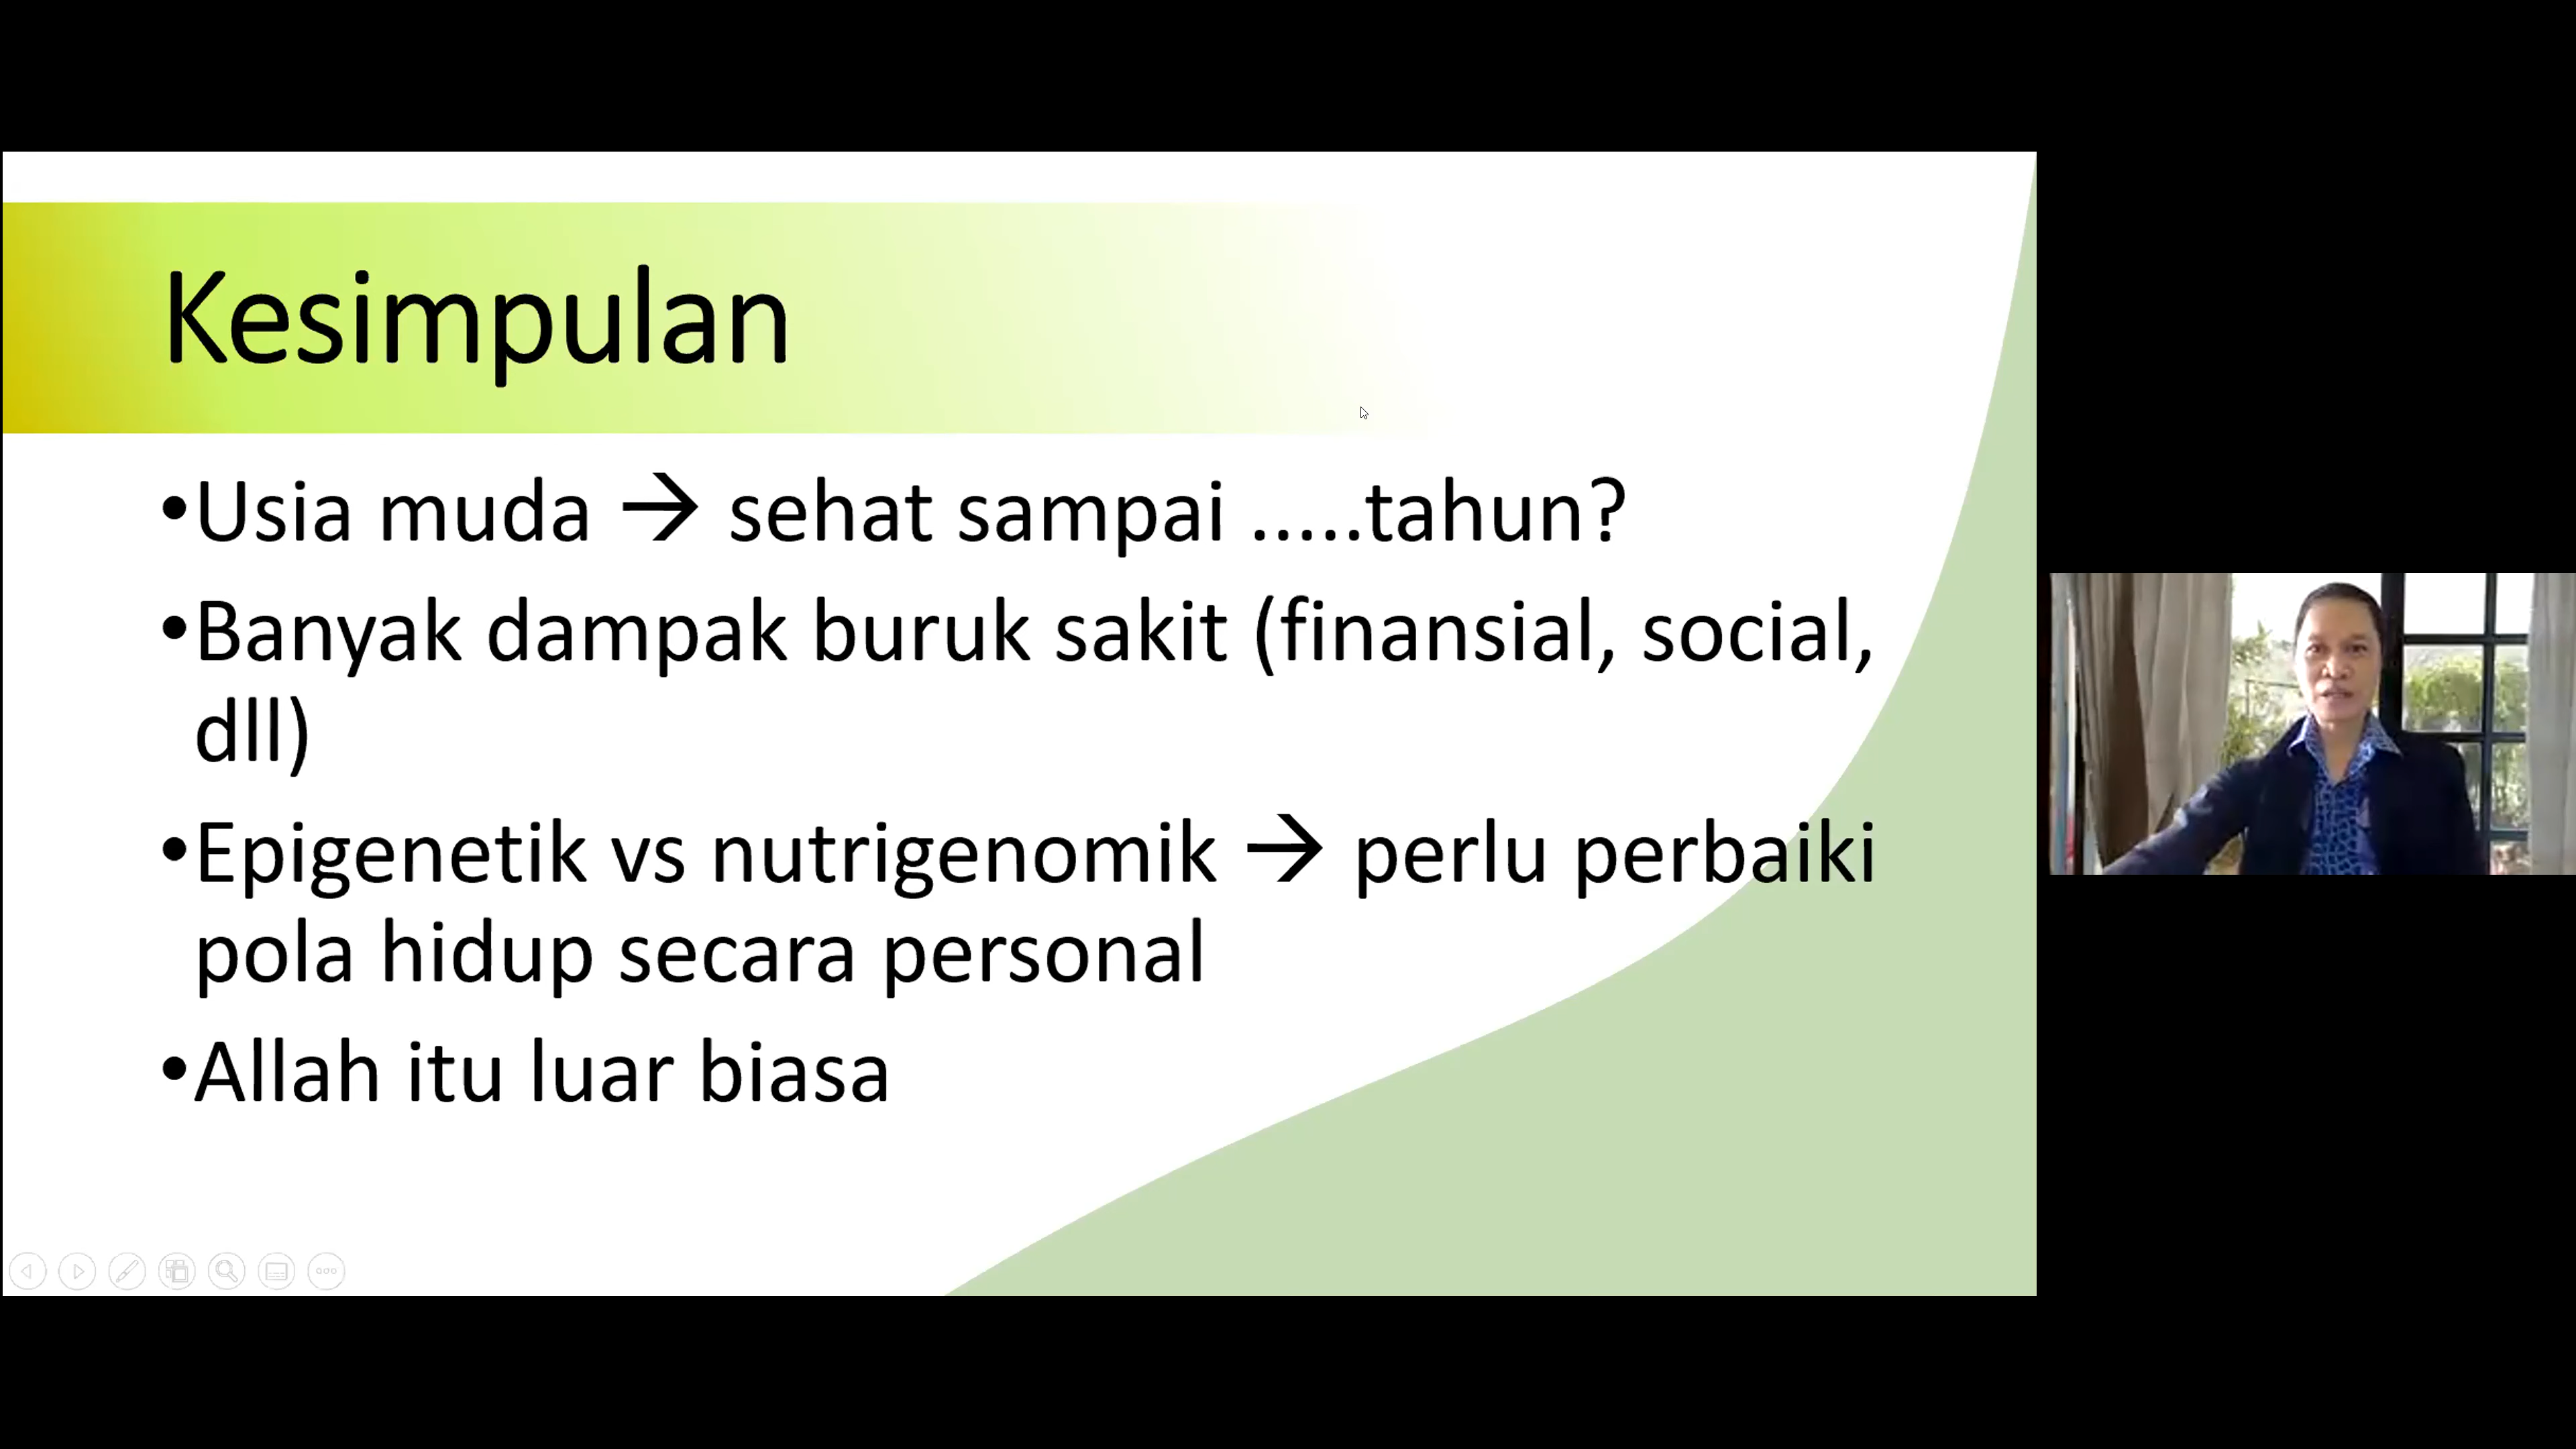 Kesimpulan
•Usia muda → sehat sampai .....tahun?
•Banyak dampak buruk sakit (finansial, social,
dll)
•Epigenetik vs nutrigenomik → perlu perbaiki
pola hidup secara personal
•Allah itu luar biasa